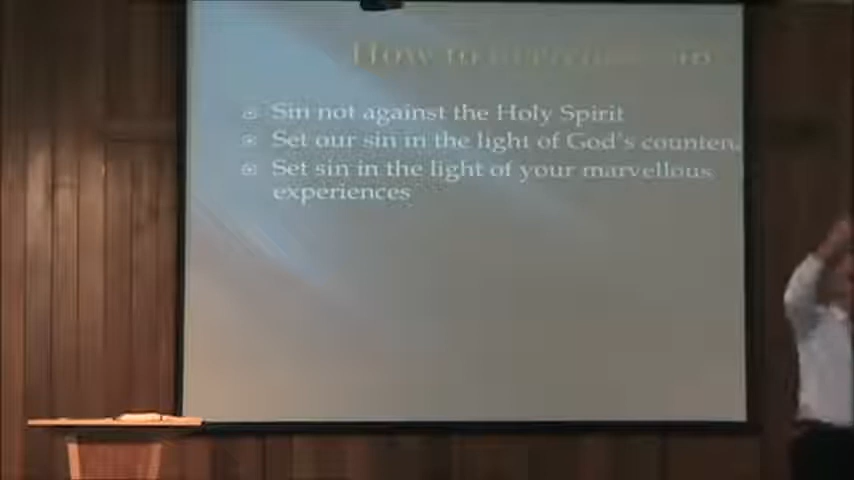 How to
Sin not against the Holy Spirit
Set our sin in the light of God's counten
Set sin in the light of your marvellous
experiences